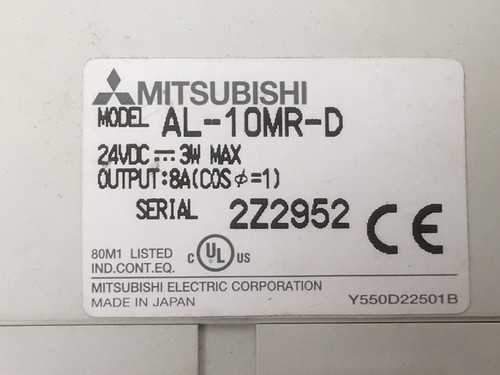 MITSUBISHI
MODEL AL-10MR-D
24VDC ⎓ 3W MAX
OUTPUT:8A(COS φ=1)
SERIAL 2Z2952
CE
80M1 LISTED
IND.CONT.EQ.
C UL US
MITSUBISHI ELECTRIC CORPORATION
MADE IN JAPAN
Y550D22501B